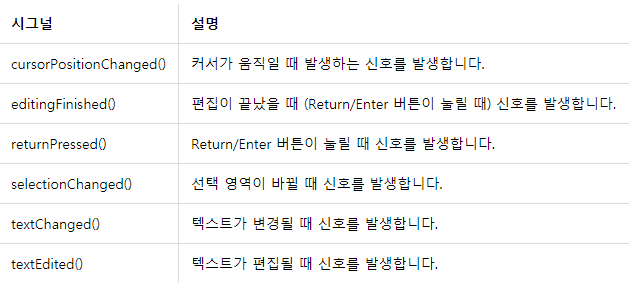 시그널 설명
cursorPositionChanged() 커서가 움직일 때 발생하는 신호를 발생합니다.
editingFinished() 편집이 끝났을 때 (Return/Enter 버튼이 눌릴 때) 신호를 발생합니다.
returnPressed() Return/Enter 버튼이 눌릴 때 신호를 발생합니다.
selectionChanged() 선택 영역이 바뀔 때 신호를 발생합니다.
textChanged() 텍스트가 변경될 때 신호를 발생합니다.
textEdited() 텍스트가 편집될 때 신호를 발생합니다.